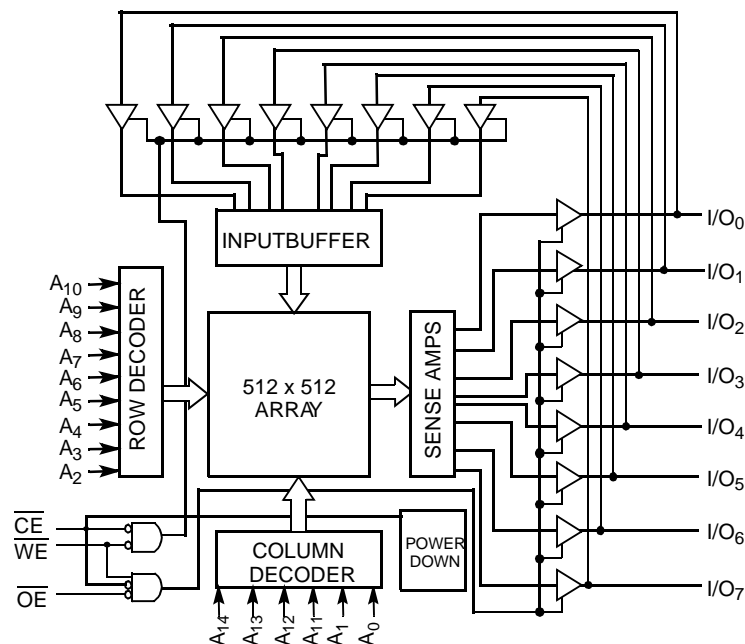 INPUTBUFFER
I/O0
I/O1
I/O2
I/O3
I/O4
I/O5
I/O6
I/O7
A10
A9
A8
A7
A6
A5
A4
A3
A2
ROW DECODER
512 x 512
ARRAY
SENSE AMPS
CE
WE
OE
COLUMN
DECODER
POWER
DOWN
A14
A13
A12
A11
A1
A0